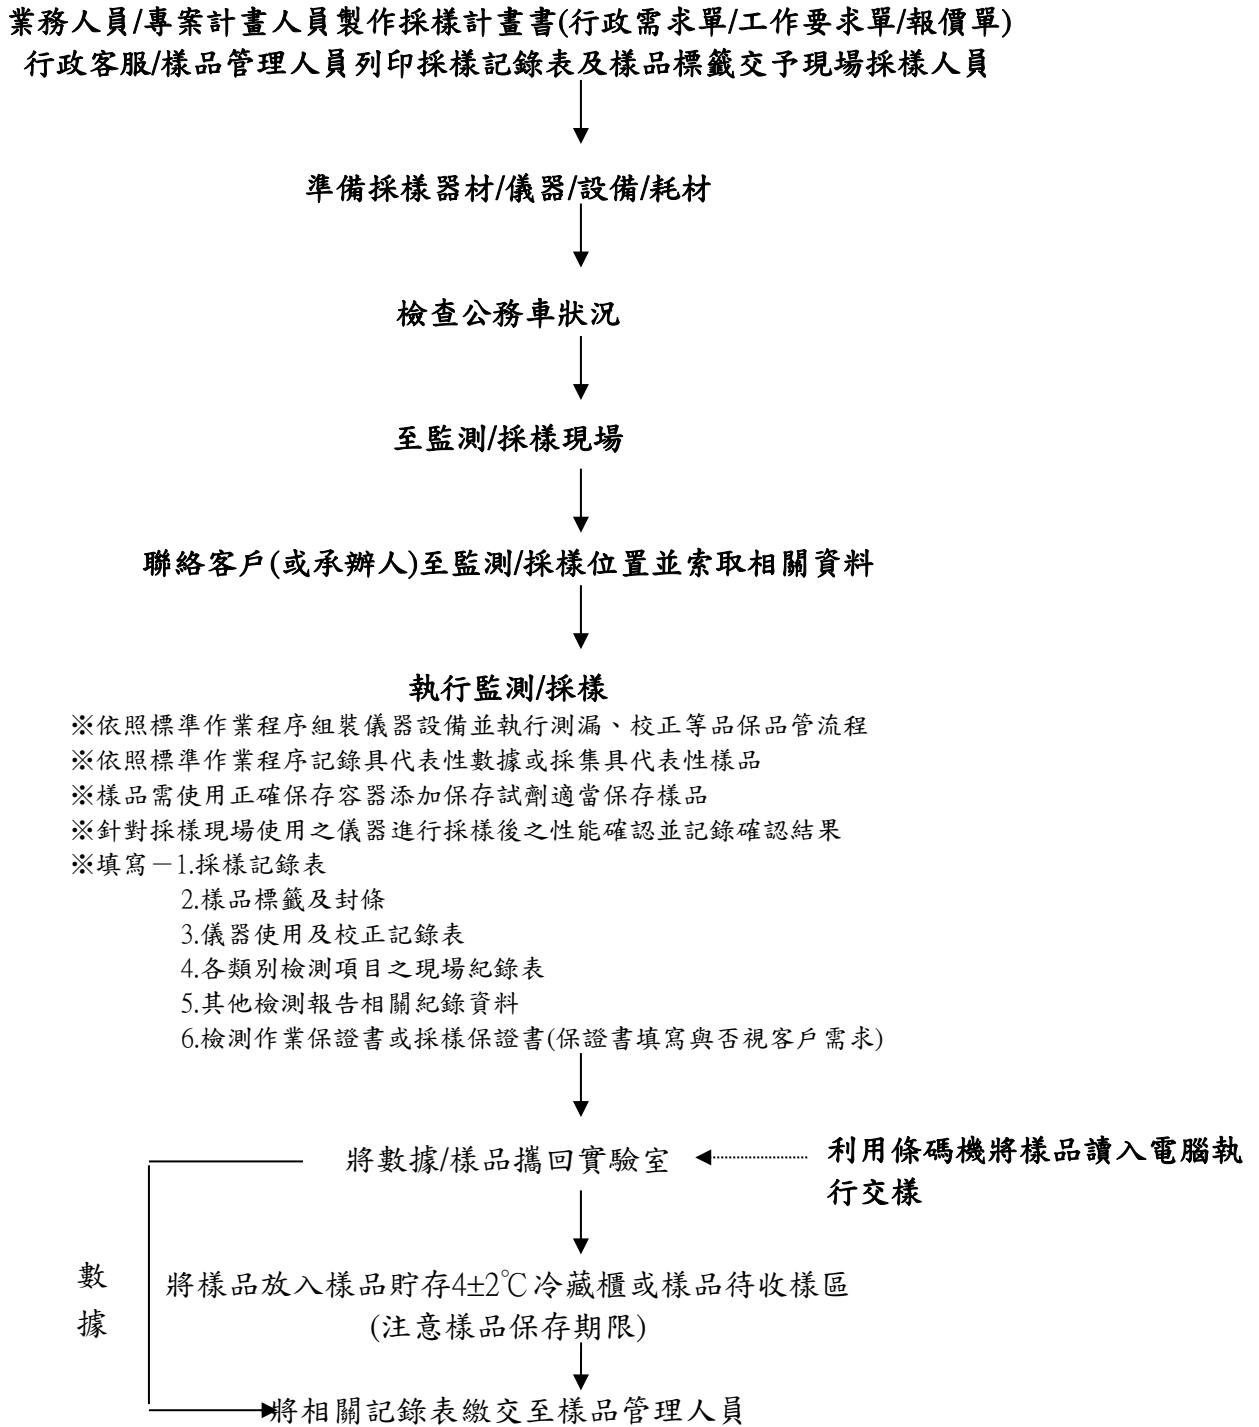 業務人員/專案計畫人員製作採樣計畫書(行政需求單/工作要求單/報價單)
行政客服/樣品管理人員列印採樣記錄表及樣品標籤交予現場採樣人員
準備採樣器材/儀器/設備/耗材
檢查公務車狀況
至監測/採樣現場
聯絡客戶(或承辦人)至監測/採樣位置並索取相關資料
執行監測/採樣
※依照標準作業程序組裝儀器設備並執行測漏、校正等品保品管流程
※依照標準作業程序記錄具代表性數據或採集具代表性樣品
※樣品需使用正確保存容器添加保存試劑適當保存樣品
※針對採樣現場使用之儀器進行採樣後之性能確認並記錄確認結果
※填寫－1.採樣記錄表
2.樣品標籤及封條
3.儀器使用及校正記錄表
4.各類別檢測項目之現場紀錄表
5.其他檢測報告相關紀錄資料
6.檢測作業保證書或採樣保證書(保證書填寫與否視客戶需求)
將數據/樣品攜回實驗室
利用條碼機將樣品讀入電腦執
行交樣
數
據
將樣品放入樣品貯存4±2℃冷藏櫃或樣品待收樣區
(注意樣品保存期限)
將相關記錄表繳交至樣品管理人員